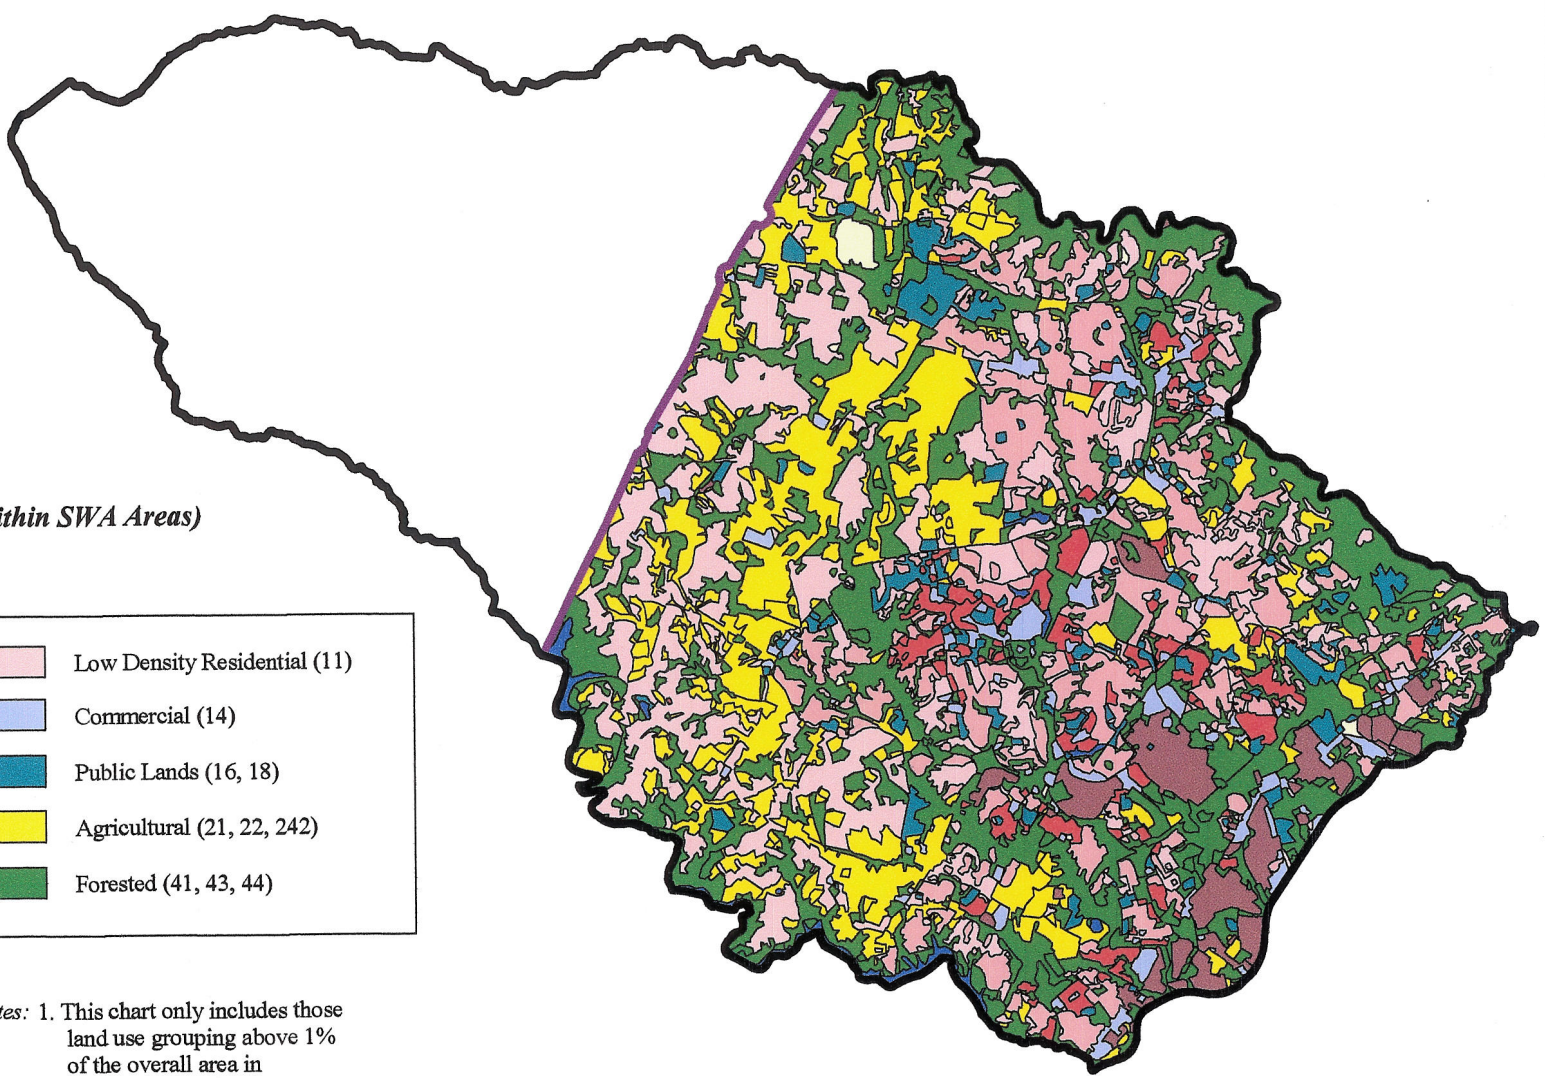 ithin SWA Areas)
Low Density Residential (11)
Commercial (14)
Public Lands (16, 18)
Agricultural (21, 22, 242)
Forested (41, 43, 44)
tes: 1. This chart only includes those
land use grouping above 1%
of the overall area in